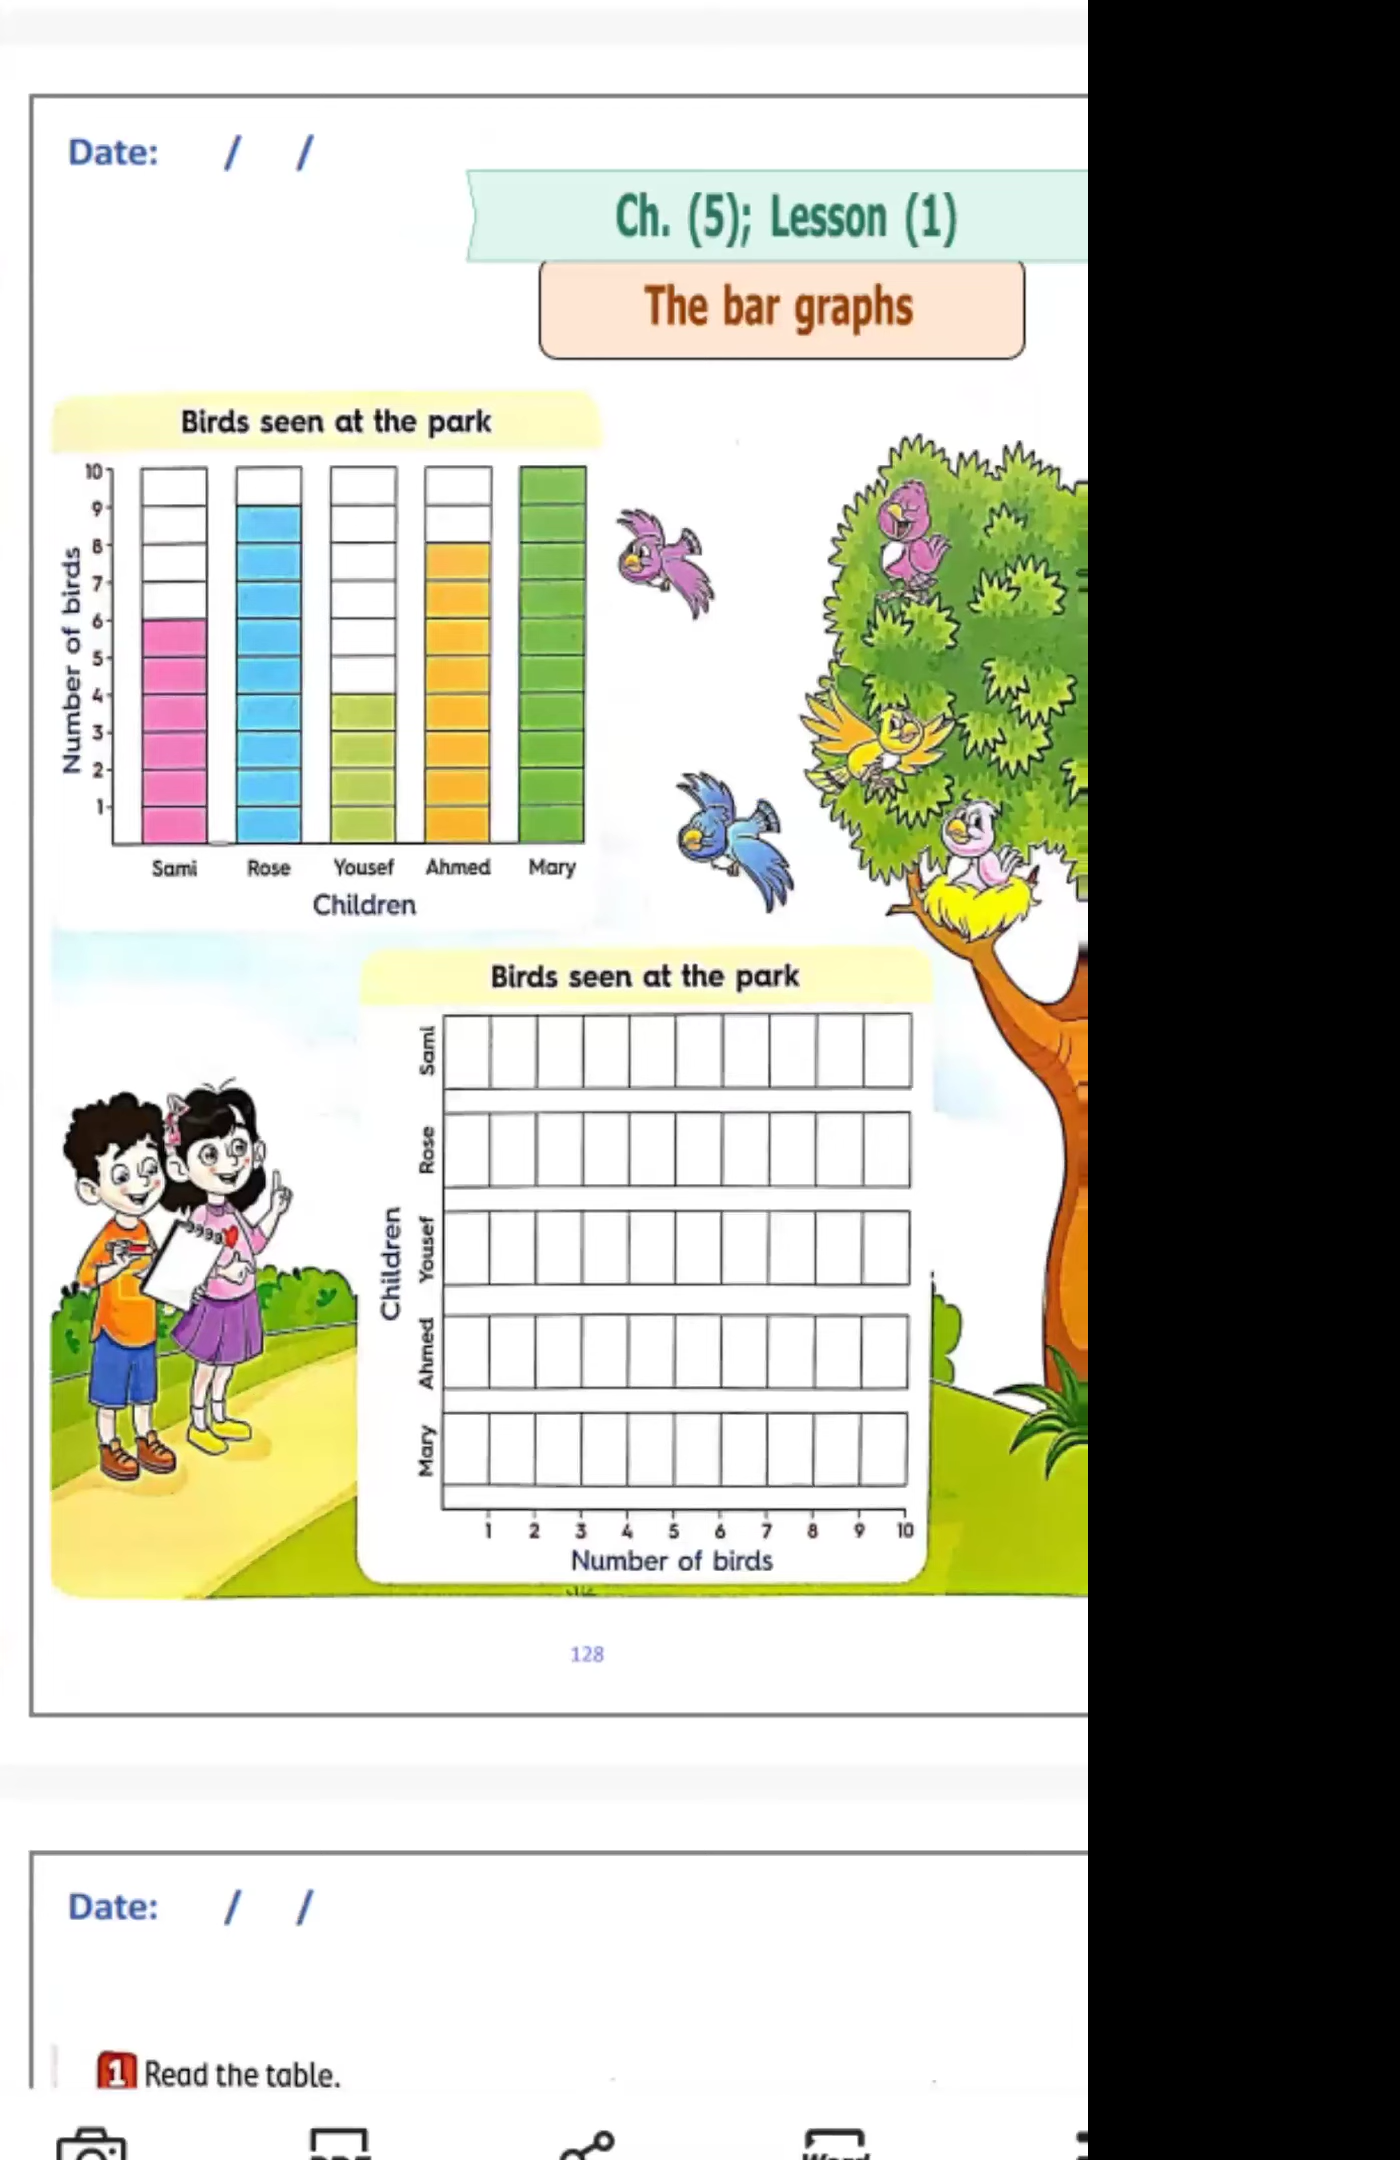 Date: / /
Ch. (5); Lesson (1)
The bar graphs
Birds seen at the park
Number of birds
10
9
8
7
6
5
4
3
2
1
Sami Rose Yousef Ahmed Mary
Children
Birds seen at the park
Children
Sami
Rose
Yousef
Ahmed
Mary
1 2 3 4 5 6 7 8 9 10
Number of birds
128
Date: / /
1 Read the table.